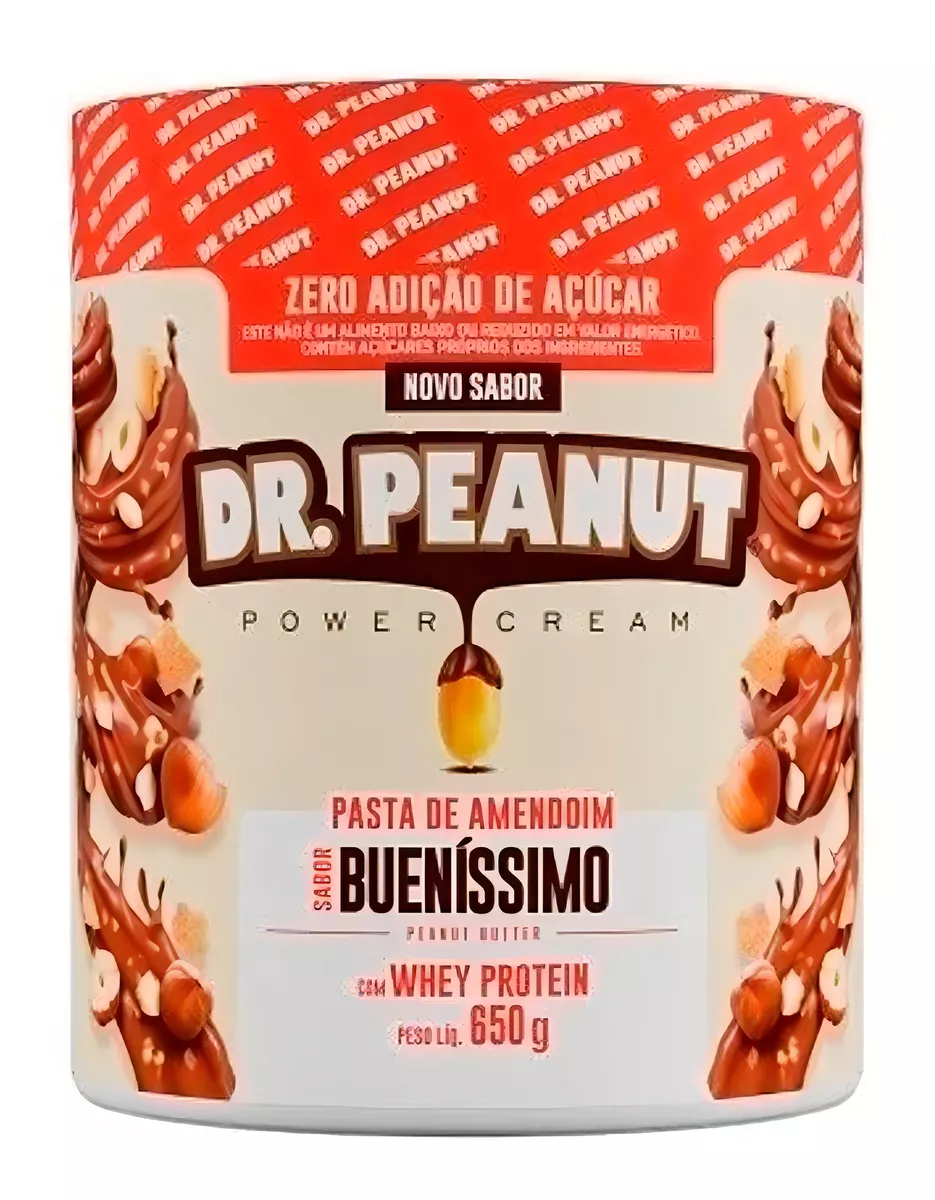 DR. PEANUT
ZERO ADIÇÃO DE AÇÚCAR
ESTE NÃO É UM ALIMENTO BAIXO OU REDUZIDO EM VALOR ENERGÉTICO.
CONTÉM AÇÚCARES PRÓPRIOS DOS INGREDIENTES.
NOVO SABOR
DR. PEANUT
POWER CREAM
PASTA DE AMENDOIM
SABOR BUENÍSSIMO
PEANUT BUTTER
COM WHEY PROTEIN
PESO LÍQ. 650 g